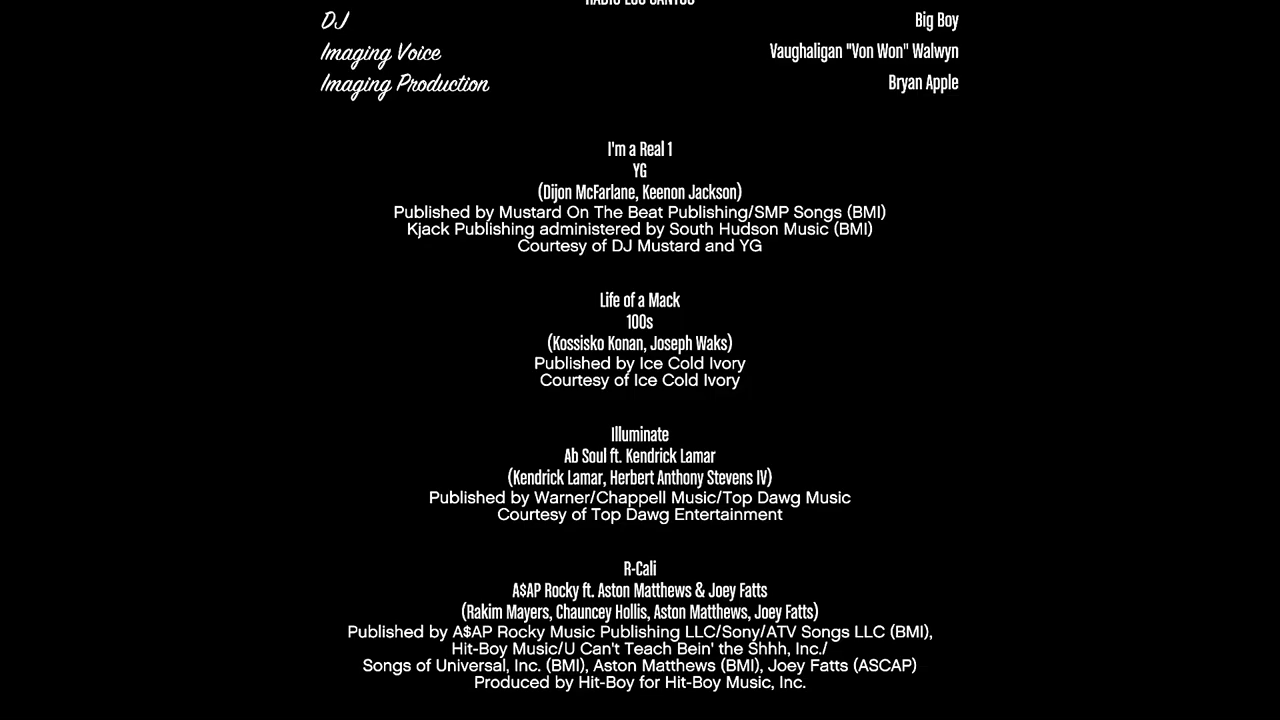 RADIO LOS SANTOS
DJ Big Boy
Imaging Voice Vaughaligan "Von Won" Walwyn
Imaging Production Bryan Apple
I'm a Real 1
YG
(Dijon McFarlane, Keenon Jackson)
Published by Mustard On The Beat Publishing/SMP Songs (BMI)
Kjack Publishing administered by South Hudson Music (BMI)
Courtesy of DJ Mustard and YG
Life of a Mack
100s
(Kossisko Konan, Joseph Waks)
Published by Ice Cold Ivory
Courtesy of Ice Cold Ivory
Illuminate
Ab Soul ft. Kendrick Lamar
(Kendrick Lamar, Herbert Anthony Stevens IV)
Published by Warner/Chappell Music/Top Dawg Music
Courtesy of Top Dawg Entertainment
R-Cali
A$AP Rocky ft. Aston Matthews & Joey Fatts
(Rakim Mayers, Chauncey Hollis, Aston Matthews, Joey Fatts)
Published by A$AP Rocky Music Publishing LLC/Sony/ATV Songs LLC (BMI),
Hit-Boy Music/U Can't Teach Bein' the Shhh, Inc./
Songs of Universal, Inc. (BMI), Aston Matthews (BMI), Joey Fatts (ASCAP)
Produced by Hit-Boy for Hit-Boy Music, Inc.